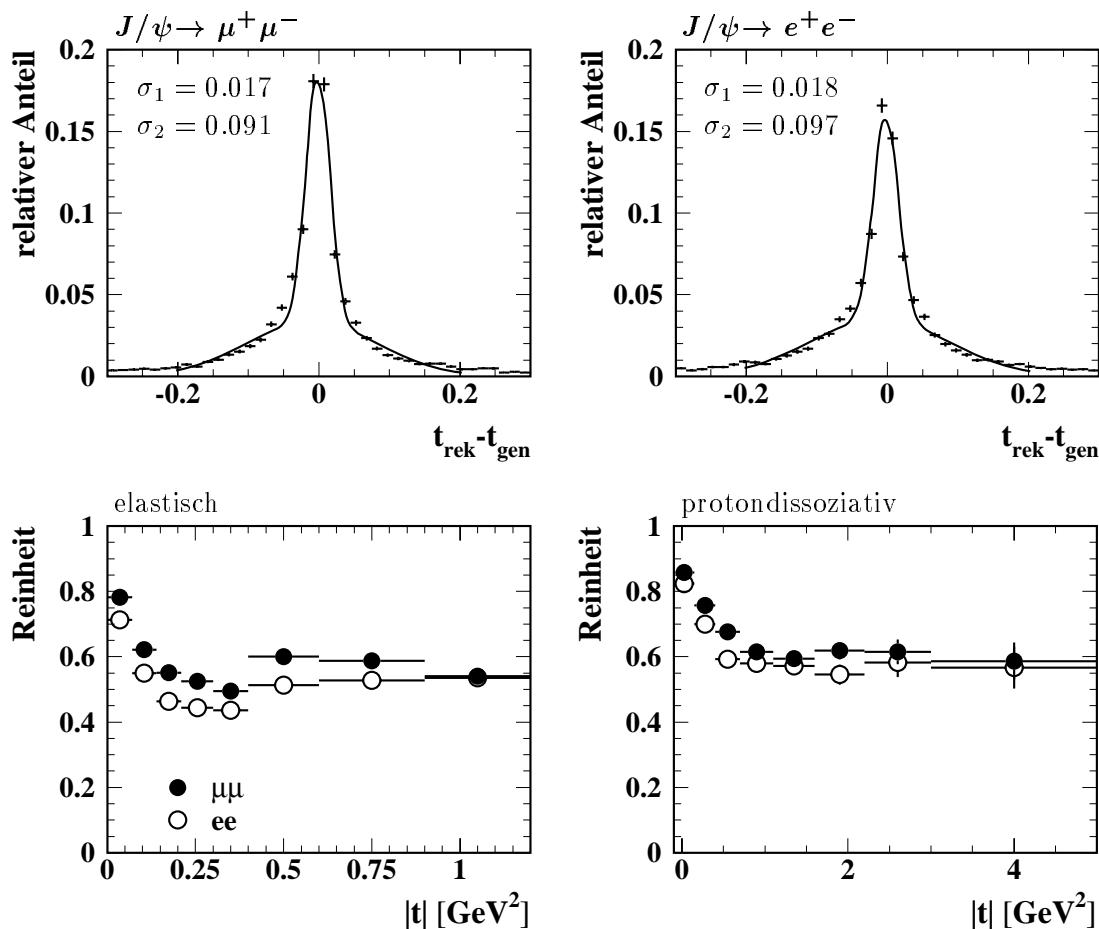 J/ψ→ μ⁺μ⁻
relativer Anteil
0.2
0.15
0.1
0.05
0
σ₁ = 0.017
σ₂ = 0.091
-0.2 0 0.2
t_rek-t_gen
J/ψ→ e⁺e⁻
relativer Anteil
0.2
0.15
0.1
0.05
0
σ₁ = 0.018
σ₂ = 0.097
-0.2 0 0.2
t_rek-t_gen
elastisch
Reinheit
1
0.8
0.6
0.4
0.2
0
μμ
ee
0 0.25 0.5 0.75 1
|t| [GeV²]
protondissoziativ
Reinheit
1
0.8
0.6
0.4
0.2
0
0 2 4
|t| [GeV²]